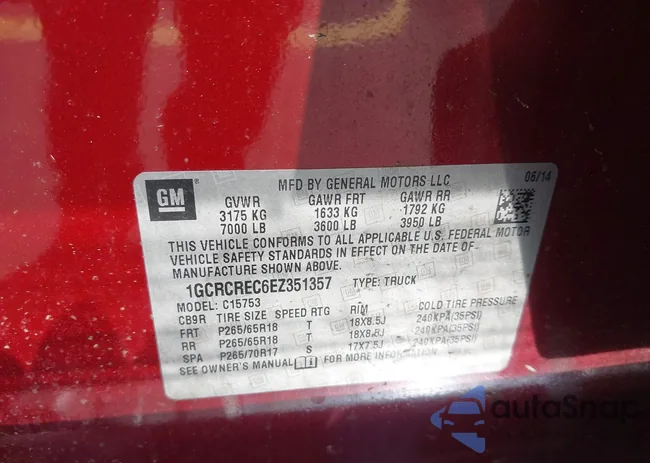 MFD BY GENERAL MOTORS LLC 06/14
GM
GVWR GAWR FRT GAWR RR
3175 KG 1633 KG 1792 KG
7000 LB 3600 LB 3950 LB
THIS VEHICLE CONFORMS TO ALL APPLICABLE U.S. FEDERAL MOTOR
VEHICLE SAFETY STANDARDS IN EFFECT ON THE DATE OF
MANUFACTURE SHOWN ABOVE.
1GCRCREC6EZ351357 TYPE: TRUCK
MODEL: C15753
CB9R TIRE SIZE SPEED RTG RIM COLD TIRE PRESSURE
FRT P265/65R18 T 18X8.5J 240KPA(35PSI)
RR P265/65R18 T 18X8.5J 240KPA(35PSI)
SPA P265/70R17 S 17X7.5J 240KPA(35PSI)
SEE OWNER'S MANUAL FOR MORE INFORMATION
autoSnap